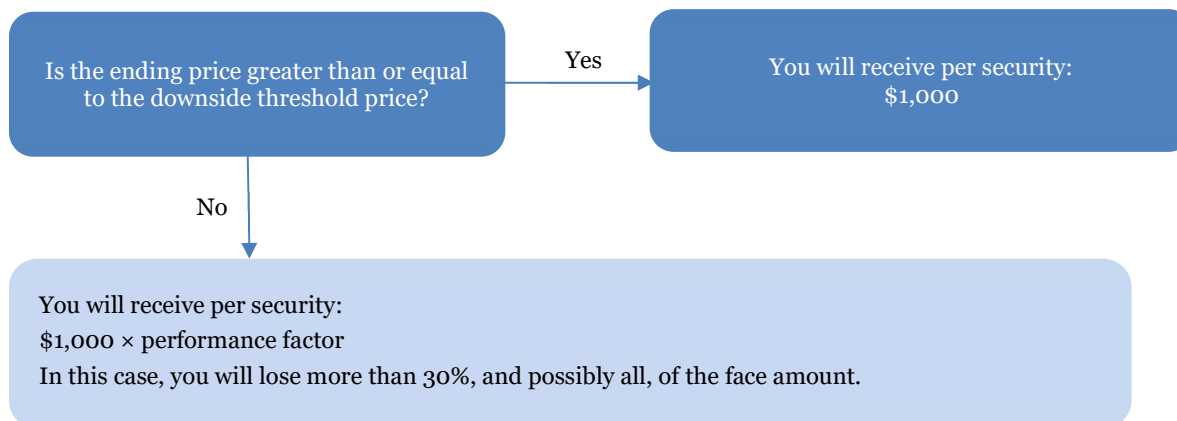 Is the ending price greater than or equal
to the downside threshold price?
Yes
You will receive per security:
$1,000
No
You will receive per security:
$1,000 × performance factor
In this case, you will lose more than 30%, and possibly all, of the face amount.